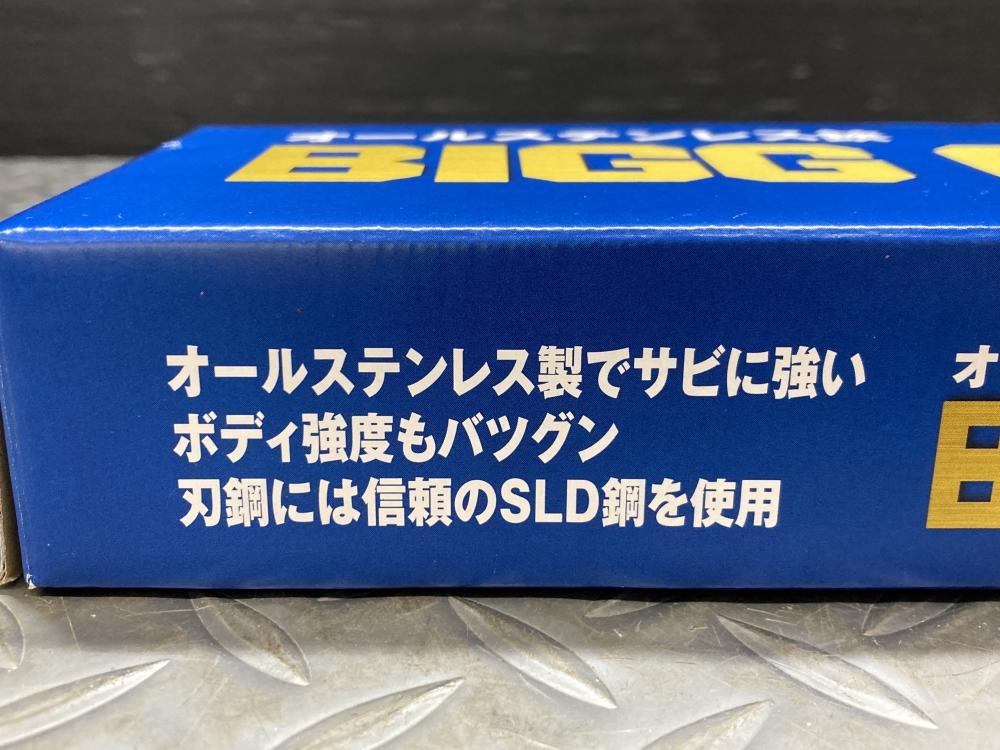 オールステンレス鋏
BIGG
オールステンレス製でサビに強い
ボディ強度もバツグン
刃鋼には信頼のSLD鋼を使用
オ
B